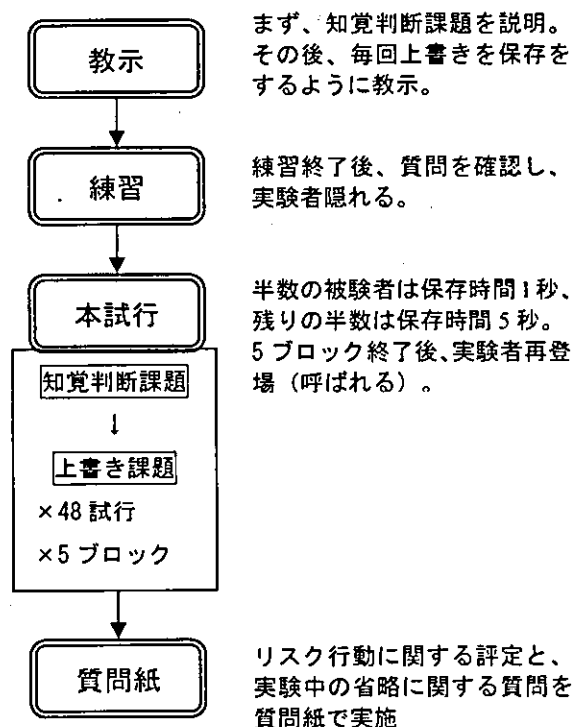 教示
まず、知覚判断課題を説明。
その後、毎回上書きを保存を
するように教示。
練習
練習終了後、質問を確認し、
実験者隠れる。
本試行
半数の被験者は保存時間1秒、
残りの半数は保存時間5秒。
5ブロック終了後、実験者再登
場（呼ばれる）。
知覚判断課題
↓
上書き課題
×48試行
×5ブロック
質問紙
リスク行動に関する評定と、
実験中の省略に関する質問を
質問紙で実施